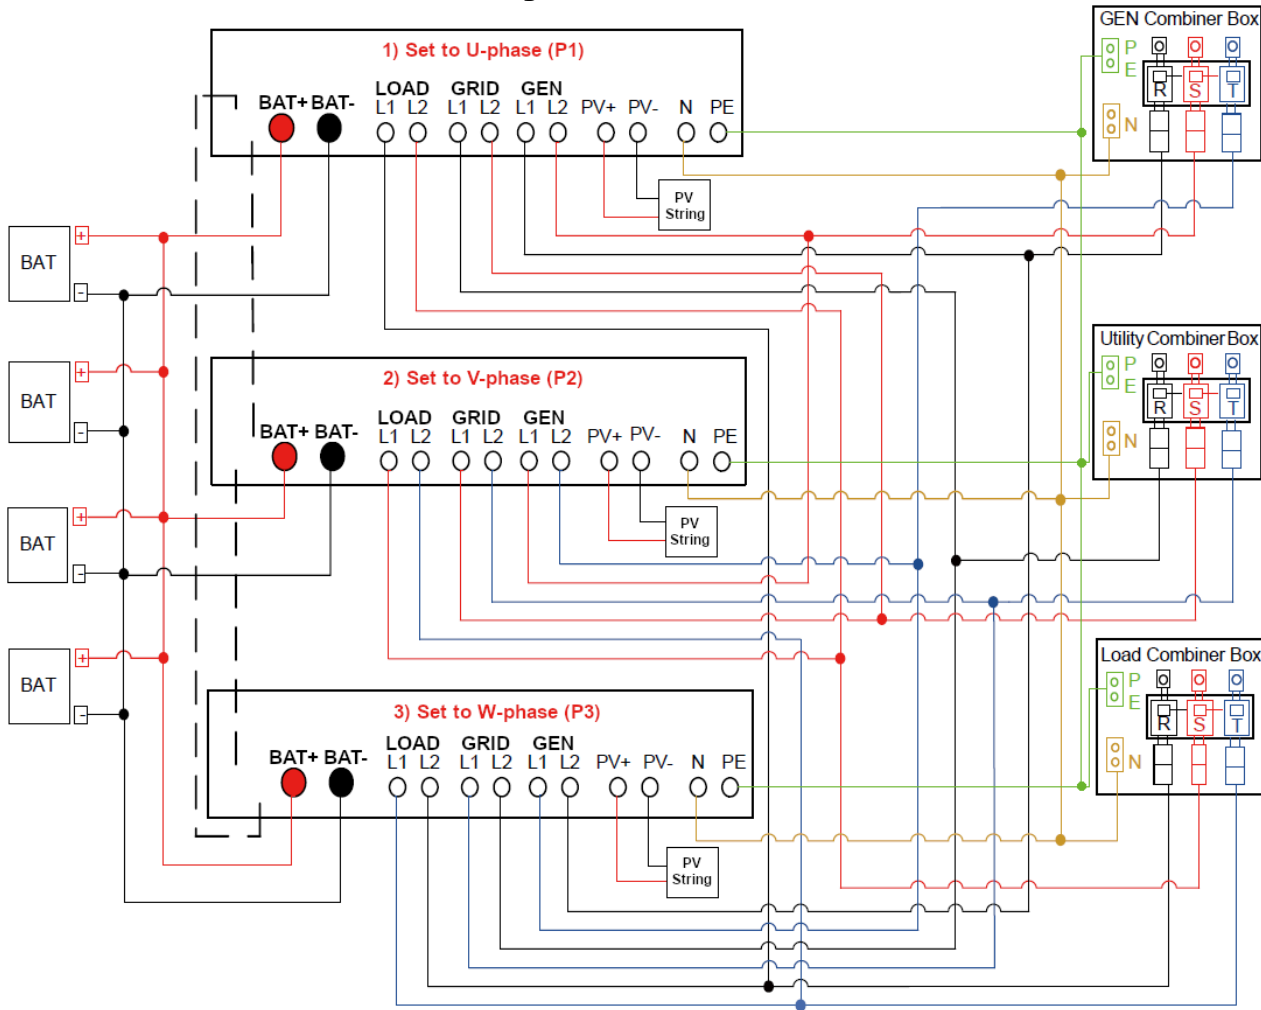 GEN Combiner Box
P
E
R S T
N
1) Set to U-phase (P1)
LOAD GRID GEN
BAT+ BAT- L1 L2 L1 L2 L1 L2 PV+ PV- N PE
PV
String
BAT
+
-
Utility Combiner Box
P
E
R S T
N
2) Set to V-phase (P2)
LOAD GRID GEN
BAT+ BAT- L1 L2 L1 L2 L1 L2 PV+ PV- N PE
PV
String
BAT
+
-
BAT
+
-
Load Combiner Box
P
E
R S T
N
BAT
+
-
3) Set to W-phase (P3)
LOAD GRID GEN
BAT+ BAT- L1 L2 L1 L2 L1 L2 PV+ PV- N PE
PV
String